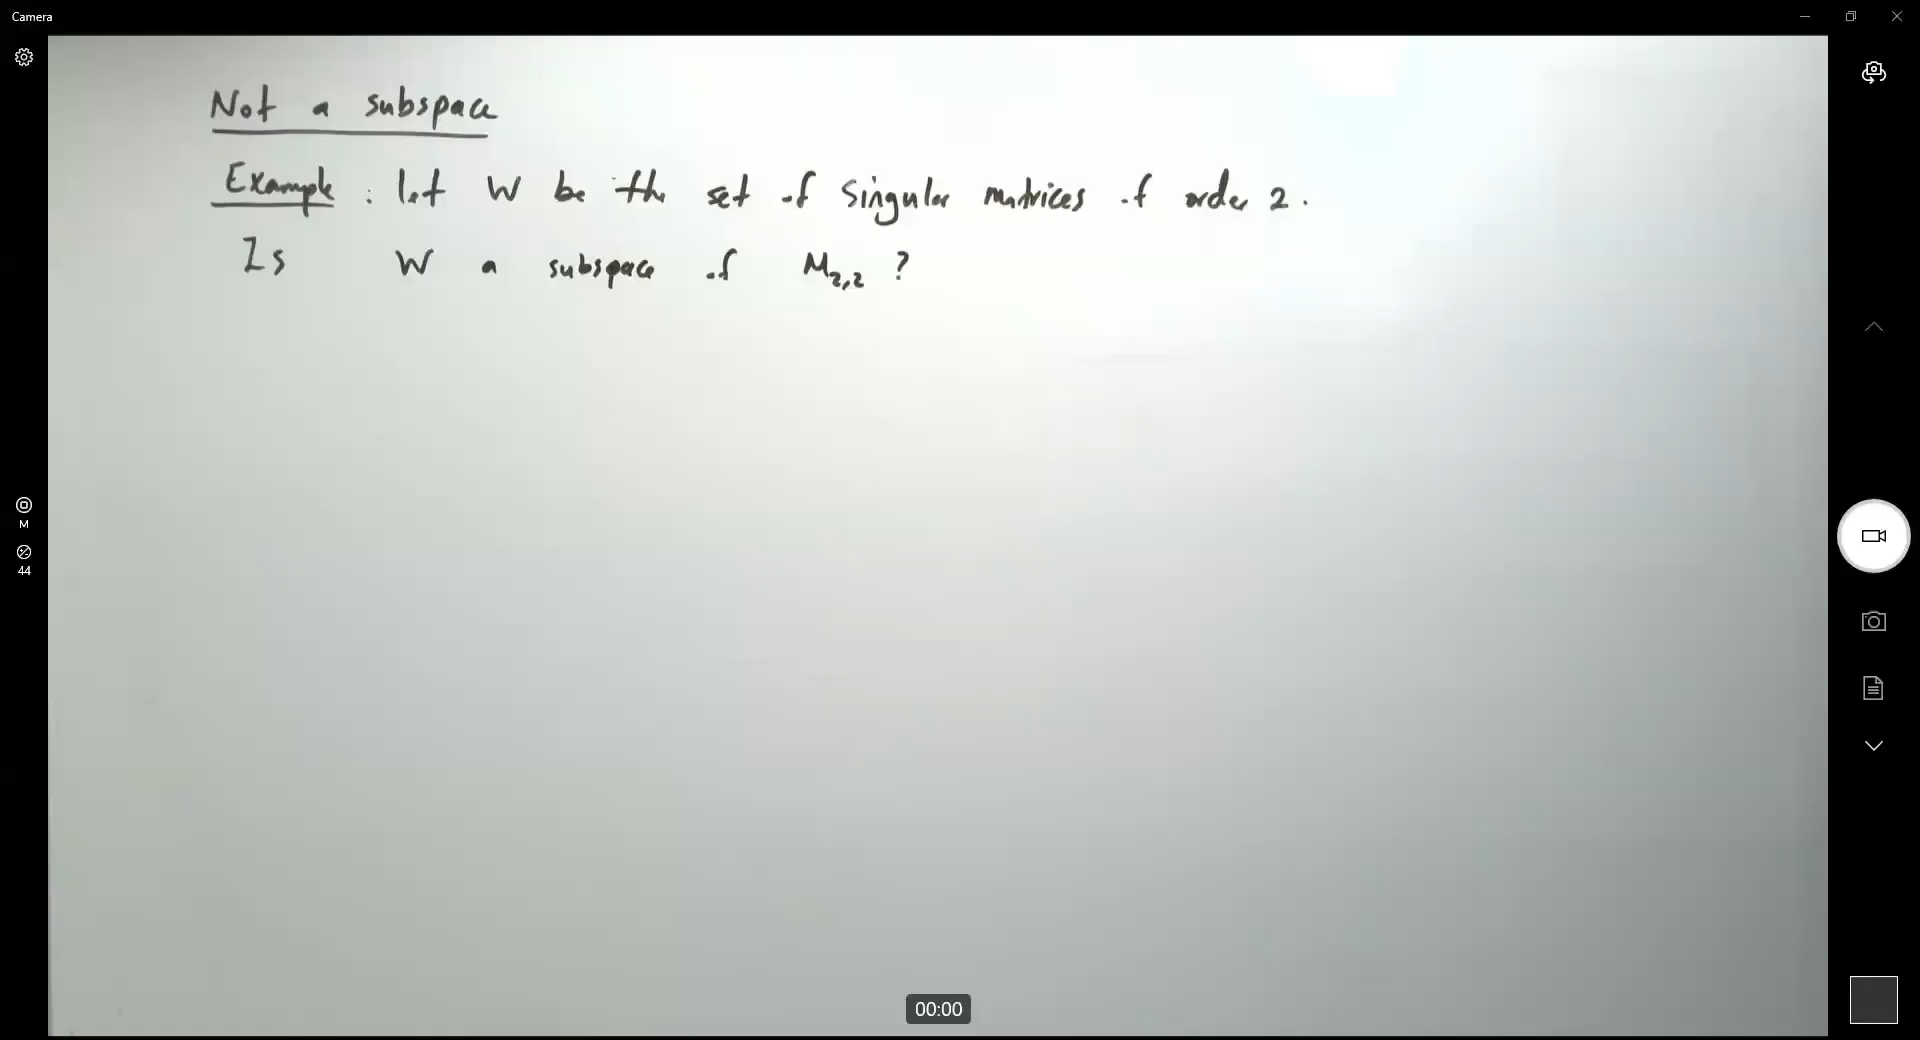 Camera
Not a subspace
Example : let W be the set of Singular matrices of order 2.
Is W a subspace of M2,2 ?
M
44
00:00